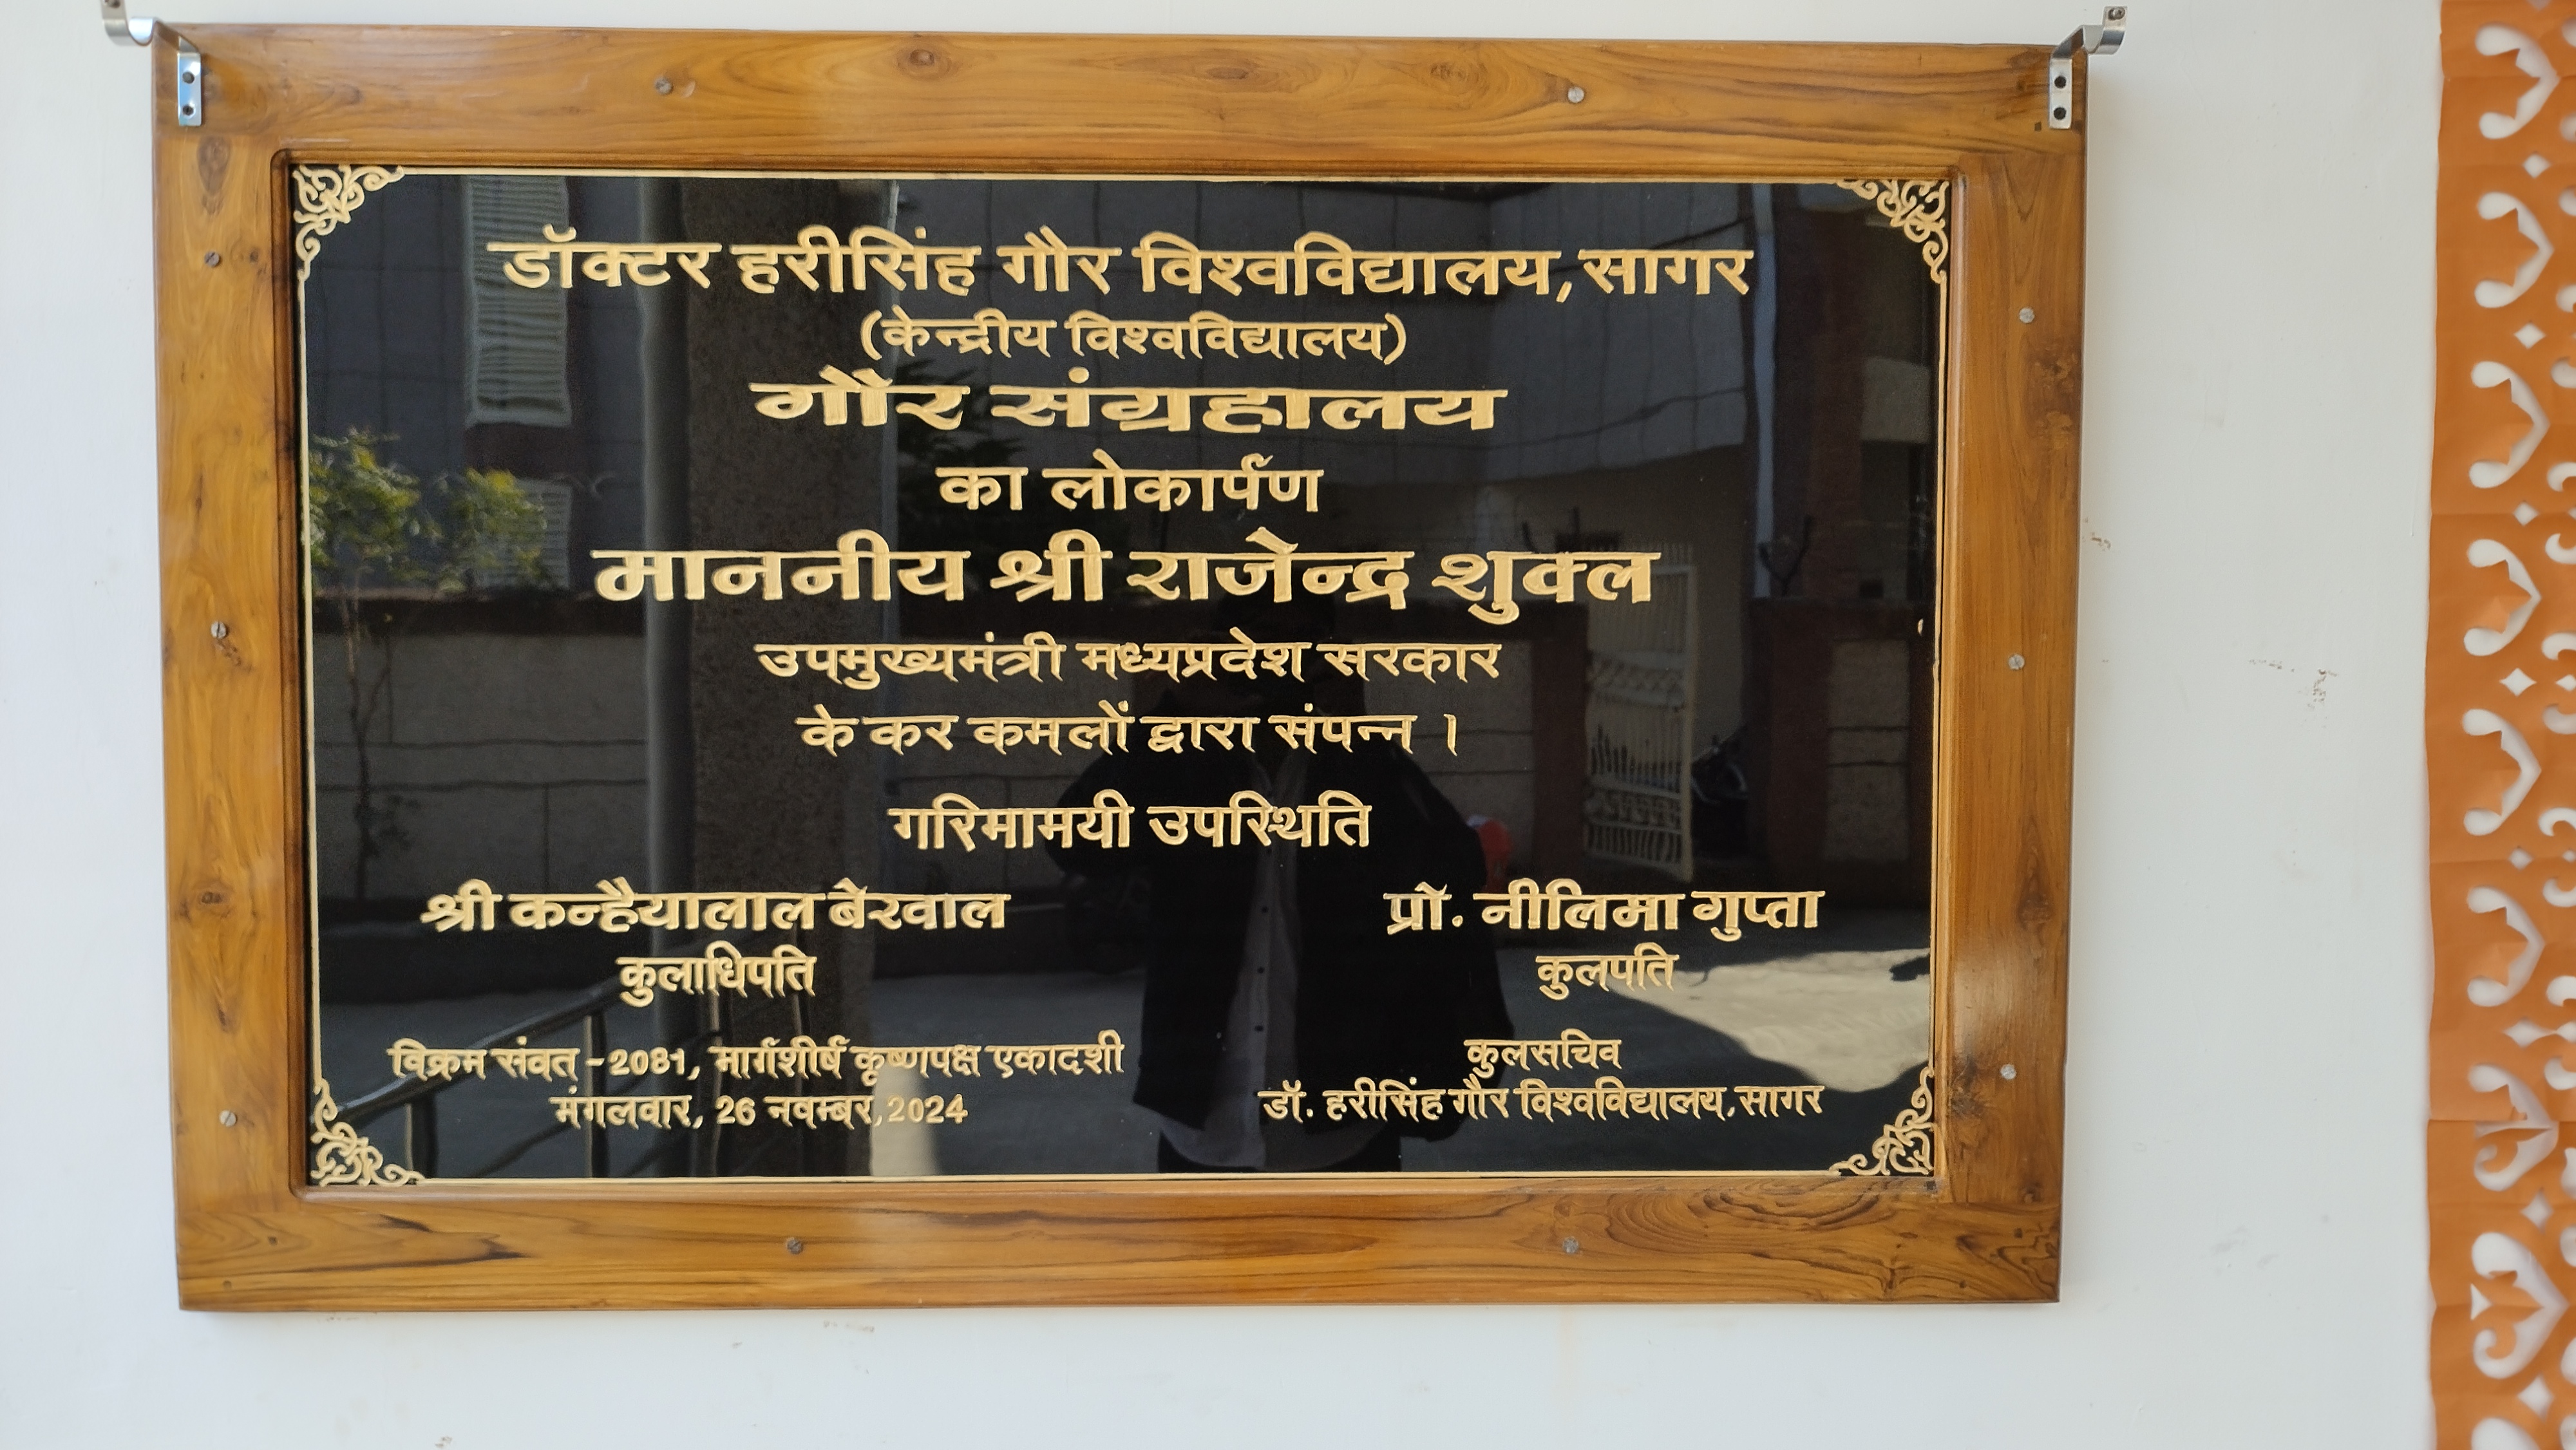 डॉक्टर हरीसिंह गौर विश्वविद्यालय, सागर
(केन्द्रीय विश्वविद्यालय)
गौर संग्रहालय
का लोकार्पण
माननीय श्री राजेन्द्र शुक्ल
उपमुख्यमंत्री मध्यप्रदेश सरकार
के कर कमलों द्वारा संपन्न ।
गरिमामयी उपस्थिति
श्री कन्हैयालाल बेरवाल
कुलाधिपति
प्रो. नीलिमा गुप्ता
कुलपति
विक्रम संवत् -2081, मार्गशीर्ष कृष्णपक्ष एकादशी
मंगलवार, 26 नवम्बर, 2024
कुलसचिव
डॉ. हरीसिंह गौर विश्वविद्यालय, सागर